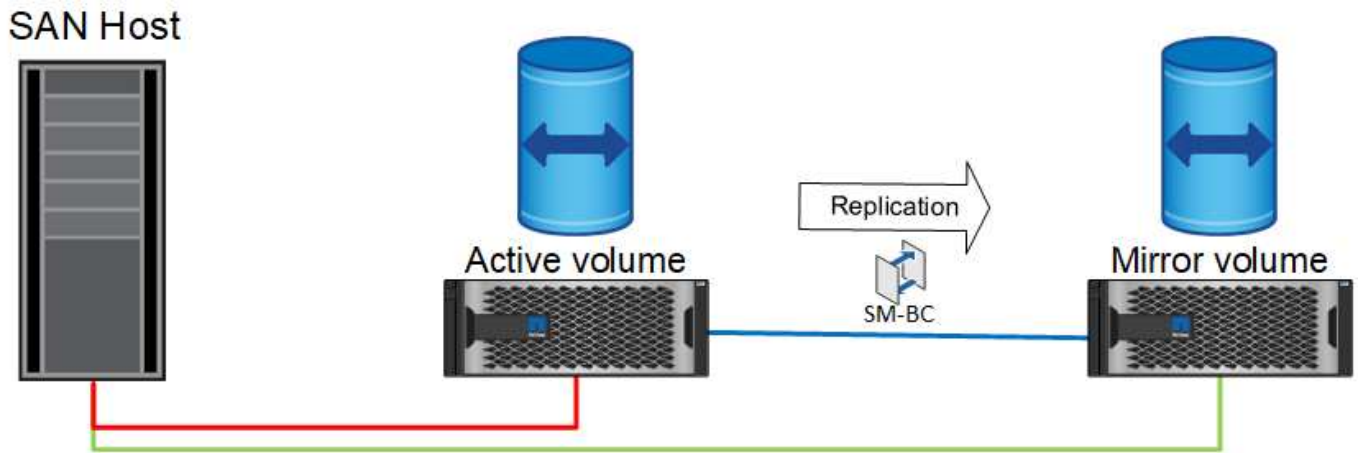 SAN Host
Active volume
Replication
SM-BC
Mirror volume